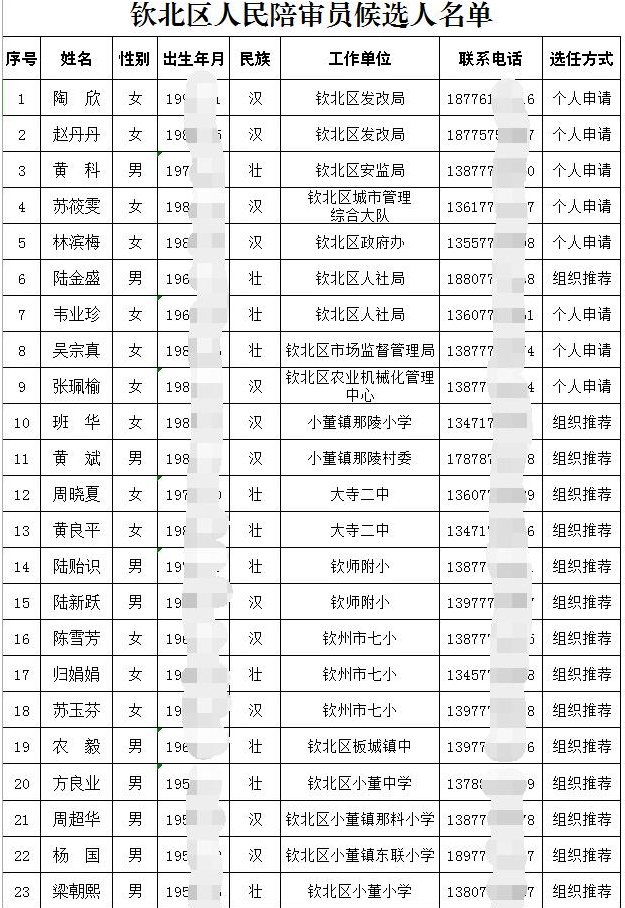 钦北区人民陪审员候选人名单
序号 姓名 性别 出生年月 民族 工作单位 联系电话 选任方式
1 陶 欣 女 汉 钦北区发改局 个人申请
2 赵丹丹 女 汉 钦北区发改局 个人申请
3 黄 科 男 壮 钦北区安监局 个人申请
4 苏筱雯 女 汉 钦北区城市管理
综合大队 个人申请
5 林滨梅 女 汉 钦北区政府办 个人申请
6 陆金盛 男 壮 钦北区人社局 组织推荐
7 韦业珍 女 壮 钦北区人社局 个人申请
8 吴宗真 女 壮 钦北区市场监督管理局 个人申请
9 张珮榆 女 汉 钦北区农业机械化管理
中心 个人申请
10 班 华 女 汉 小董镇那陵小学 组织推荐
11 黄 斌 男 汉 小董镇那陵村委 组织推荐
12 周晓夏 女 壮 大寺二中 组织推荐
13 黄良平 女 壮 大寺二中 组织推荐
14 陆贻识 男 壮 钦师附小 组织推荐
15 陆新跃 男 汉 钦师附小 组织推荐
16 陈雪芳 女 汉 钦州市七小 组织推荐
17 归娟娟 女 壮 钦州市七小 组织推荐
18 苏玉芬 女 汉 钦州市七小 组织推荐
19 农 毅 男 壮 钦北区板城镇中 组织推荐
20 方良业 男 壮 钦北区小董中学 组织推荐
21 周超华 男 汉 钦北区小董镇那料小学 组织推荐
22 杨 国 男 汉 钦北区小董镇东联小学 组织推荐
23 梁朝熙 男 壮 钦北区小董小学 组织推荐